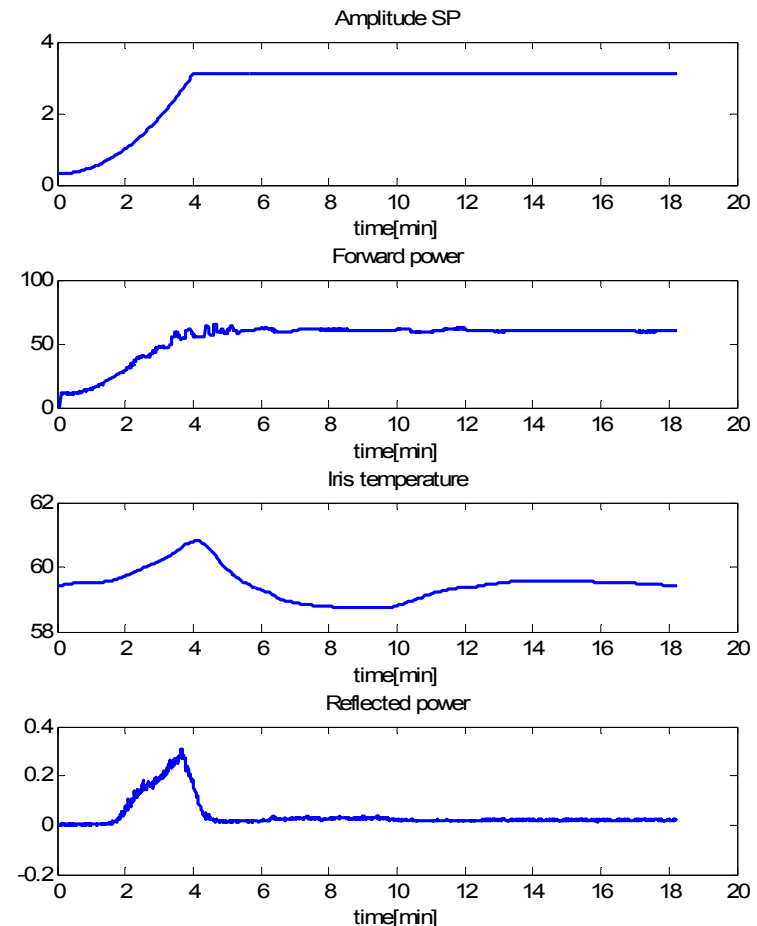 Amplitude SP
4
2
0
0 2 4 6 8 10 12 14 16 18 20
time[min]
Forward power
100
50
0
0 2 4 6 8 10 12 14 16 18 20
time[min]
Iris temperature
62
60
58
0 2 4 6 8 10 12 14 16 18 20
time[min]
Reflected power
0.4
0.2
0
-0.2
0 2 4 6 8 10 12 14 16 18 20
time[min]